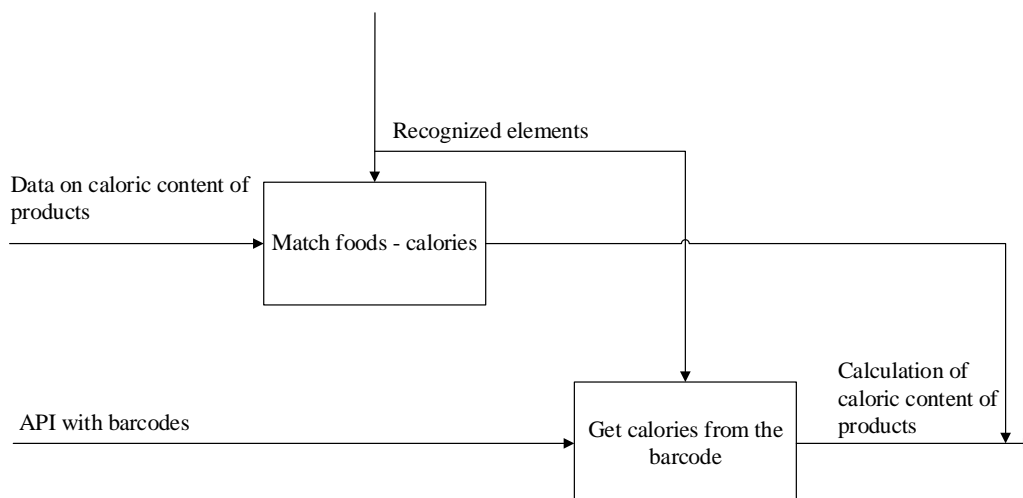 Recognized elements
Data on caloric content of
products
Match foods - calories
Calculation of
caloric content of
products
API with barcodes
Get calories from the
barcode